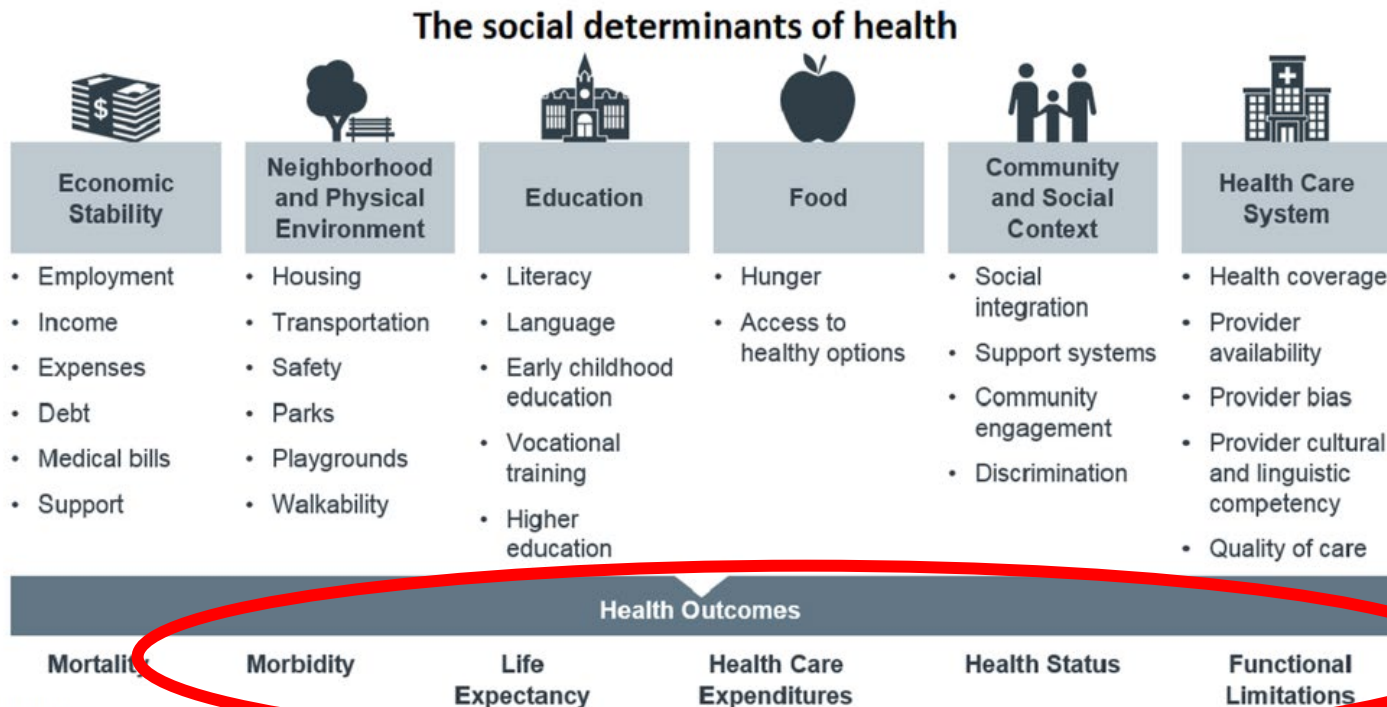 The social determinants of health
$
Economic
Stability
• Employment
• Income
• Expenses
• Debt
• Medical bills
• Support
Neighborhood
and Physical
Environment
• Housing
• Transportation
• Safety
• Parks
• Playgrounds
• Walkability
Education
• Literacy
• Language
• Early childhood
education
• Vocational
training
• Higher
education
Food
• Hunger
• Access to
healthy options
Community
and Social
Context
• Social
integration
• Support systems
• Community
engagement
• Discrimination
Health Care
System
• Health coverage
• Provider
availability
• Provider bias
• Provider cultural
and linguistic
competency
• Quality of care
Health Outcomes
Mortality
Morbidity
Life
Expectancy
Health Care
Expenditures
Health Status
Functional
Limitations